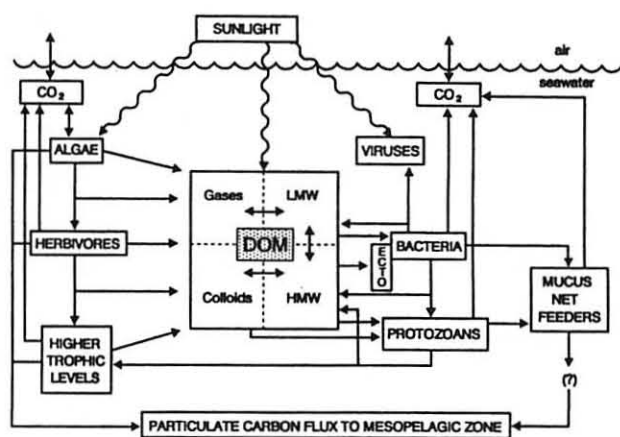 SUNLIGHT
air
seawater
CO2
CO2
ALGAE
VIRUSES
Gases
LMW
HERBIVORES
DOM
ECTO
BACTERIA
Colloids
HMW
MUCUS
NET
FEEDERS
HIGHER
TROPHIC
LEVELS
PROTOZOANS
(?)
PARTICULATE CARBON FLUX TO MESOPELAGIC ZONE